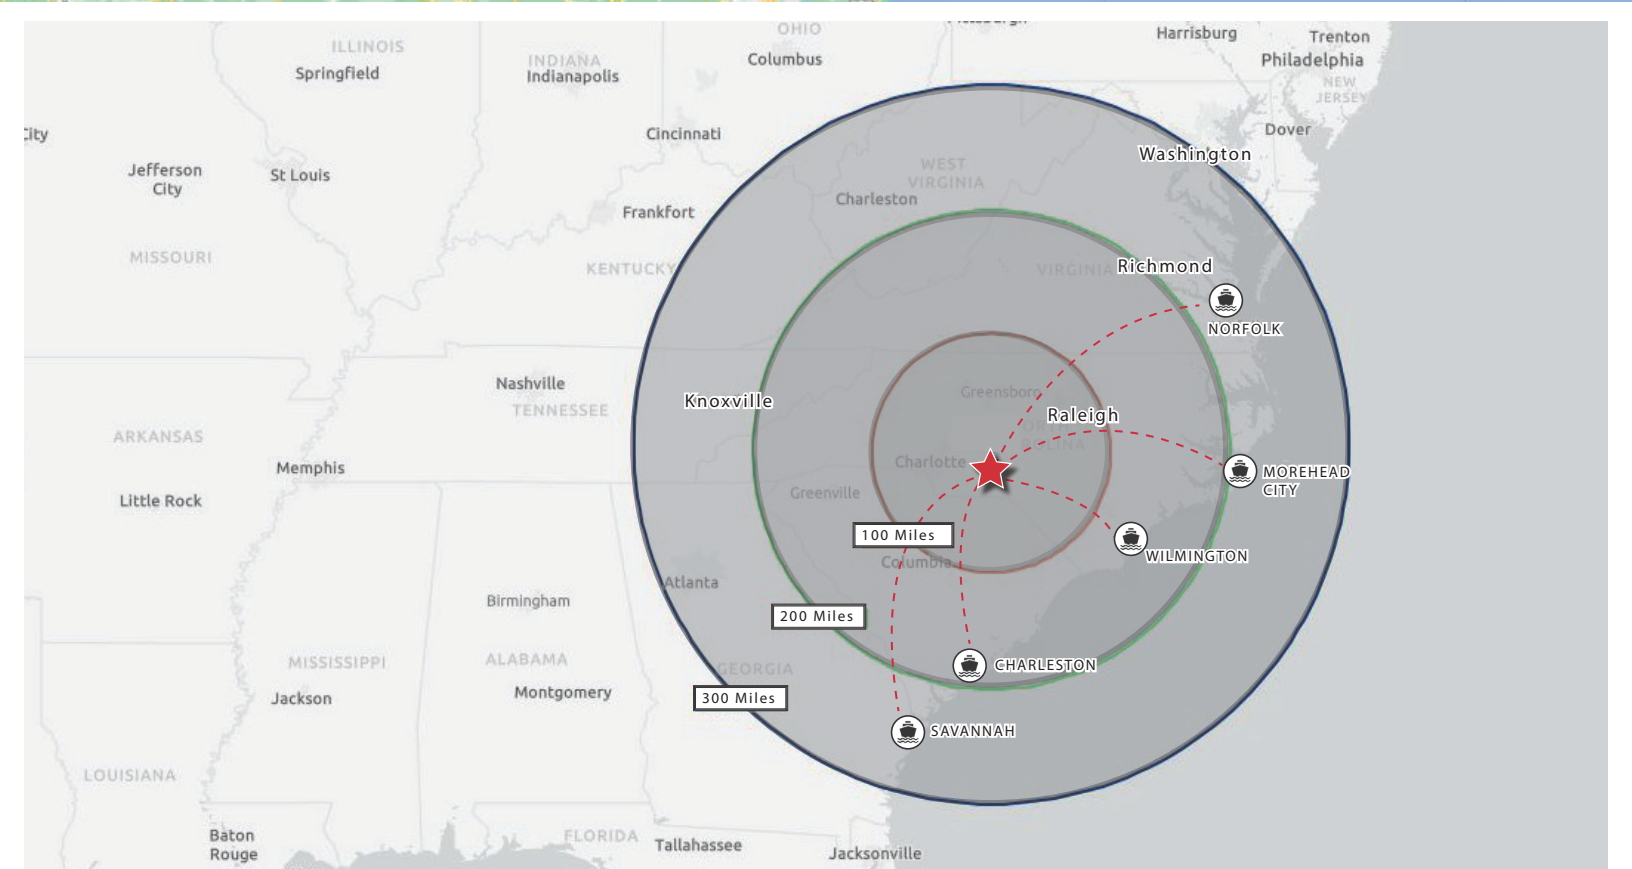 Pittsburgh
OHIO
Harrisburg
Trenton
ILLINOIS
INDIANA
Columbus
Philadelphia
Springfield
Indianapolis
NEW
JERSEY
City
Cincinnati
Dover
Washington
Jefferson
City
St Louis
WEST
VIRGINIA
Charleston
Frankfort
MISSOURI
KENTUCKY
VIRGINIA
Richmond
NORFOLK
Nashville
TENNESSEE
Knoxville
Greensboro
Raleigh
NORTH
CAROLINA
ARKANSAS
Memphis
Charlotte
MOREHEAD
CITY
Little Rock
Greenville
100 Miles
WILMINGTON
Columbia
Atlanta
Birmingham
200 Miles
MISSISSIPPI
ALABAMA
GEORGIA
CHARLESTON
Jackson
Montgomery
300 Miles
SAVANNAH
LOUISIANA
Baton
Rouge
FLORIDA
Tallahassee
Jacksonville